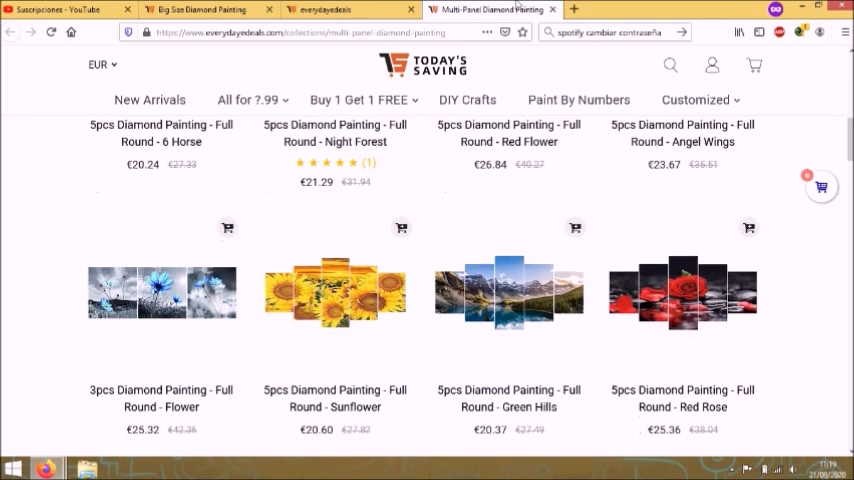 Suscripciones - YouTube
Big Size Diamond Painting
everydayedeals
Multi-Panel Diamond Painting
https://www.everydayedeals.com/collections/multi-panel-diamond-painting
spotify cambiar contraseña
EUR
TODAY'S
SAVING
New Arrivals
All for ?.99
Buy 1 Get 1 FREE
DIY Crafts
Paint By Numbers
Customized
5pcs Diamond Painting - Full
Round - 6 Horse
€20.24 €27.33
5pcs Diamond Painting - Full
Round - Night Forest
(1)
€21.29 €31.94
5pcs Diamond Painting - Full
Round - Red Flower
€26.84 €40.27
5pcs Diamond Painting - Full
Round - Angel Wings
€23.67 €35.51
0
3pcs Diamond Painting - Full
Round - Flower
€25.32 €42.36
5pcs Diamond Painting - Full
Round - Sunflower
€20.60 €27.82
5pcs Diamond Painting - Full
Round - Green Hills
€20.37 €27.49
5pcs Diamond Painting - Full
Round - Red Rose
€25.36 €38.04
11:19
21/09/2020